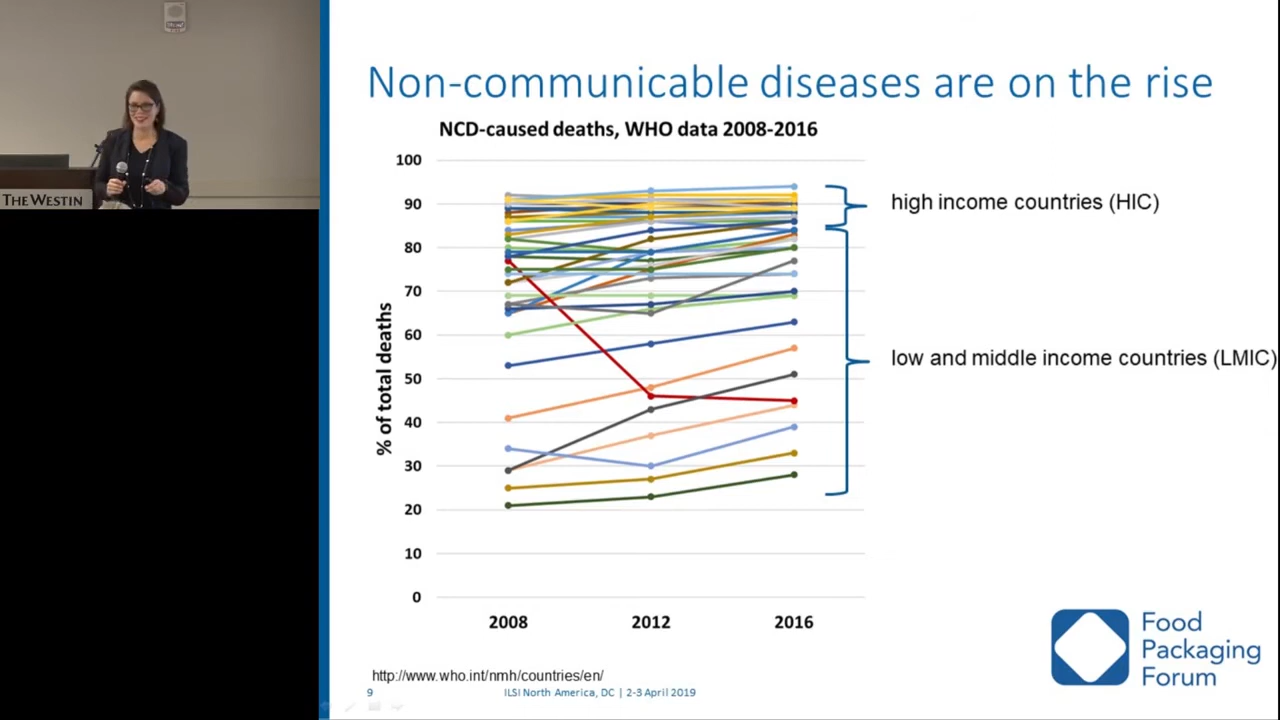 THE WESTIN
Non-communicable diseases are on the rise
NCD-caused deaths, WHO data 2008-2016
% of total deaths
100
90
80
70
60
50
40
30
20
10
0
2008 2012 2016
high income countries (HIC)
low and middle income countries (LMIC)
http://www.who.int/nmh/countries/en/
9 ILSI North America, DC | 2-3 April 2019
Food
Packaging
Forum